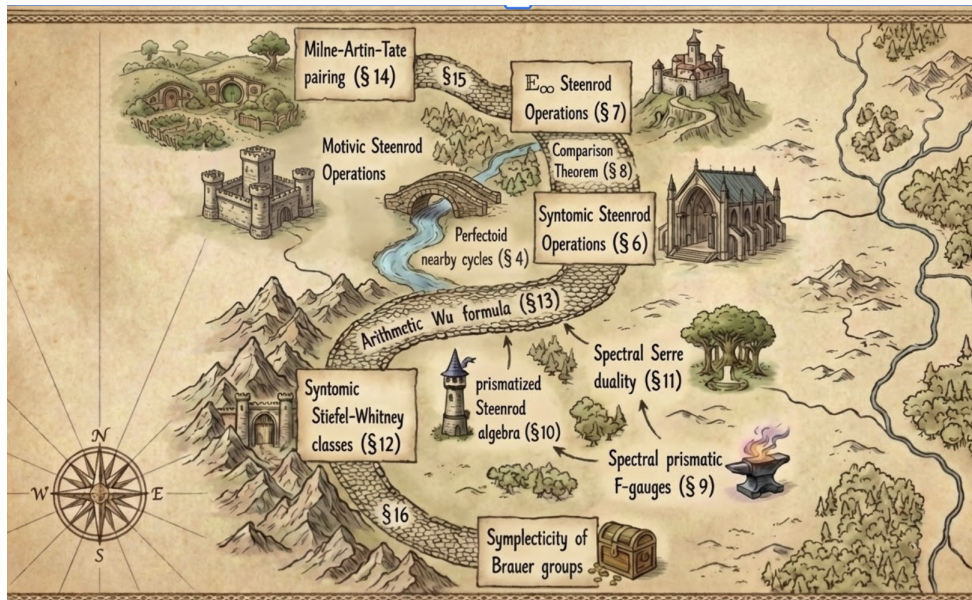 Milne-Artin-Tate
pairing (§ 14)
§15
𝔼∞ Steenrod
Operations (§ 7)
Motivic Steenrod
Operations
Comparison
Theorem (§ 8)
Syntomic Steenrod
Operations (§ 6)
Perfectoid
nearby cycles (§ 4)
Arithmetic Wu formula (§13)
Spectral Serre
duality (§11)
Syntomic
Stiefel-Whitney
classes (§12)
prismatized
Steenrod
algebra (§10)
Spectral prismatic
F-gauges (§ 9)
N
W
E
S
§16
Symplecticity of
Brauer groups